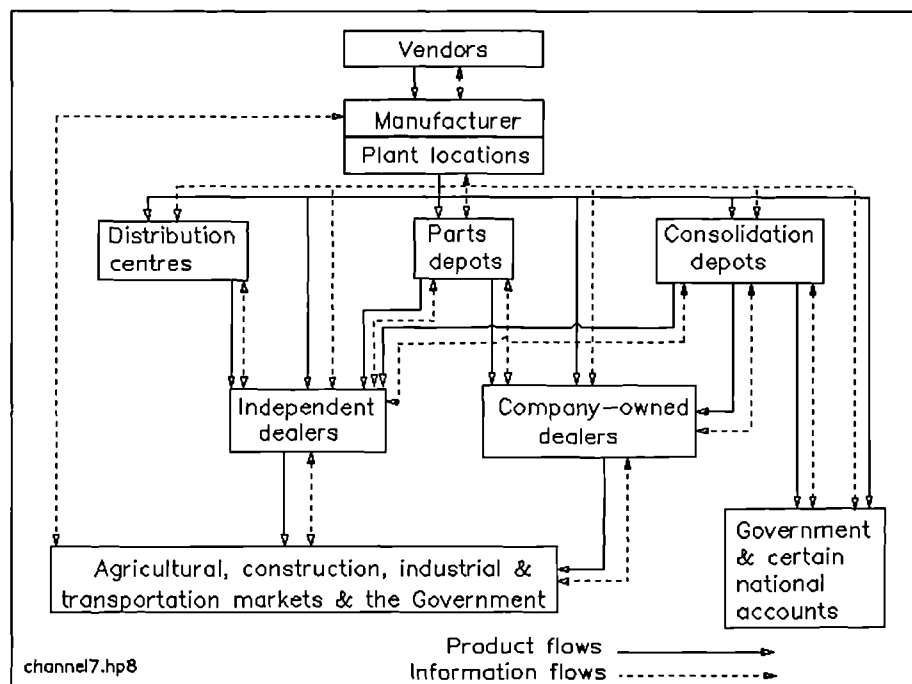 Vendors
Manufacturer
Plant locations
Distribution
centres
Parts
depots
Consolidation
depots
Independent
dealers
Company-owned
dealers
Government
& certain
national
accounts
Agricultural, construction, industrial &
transportation markets & the Government
Product flows
Information flows
channel7.hp8